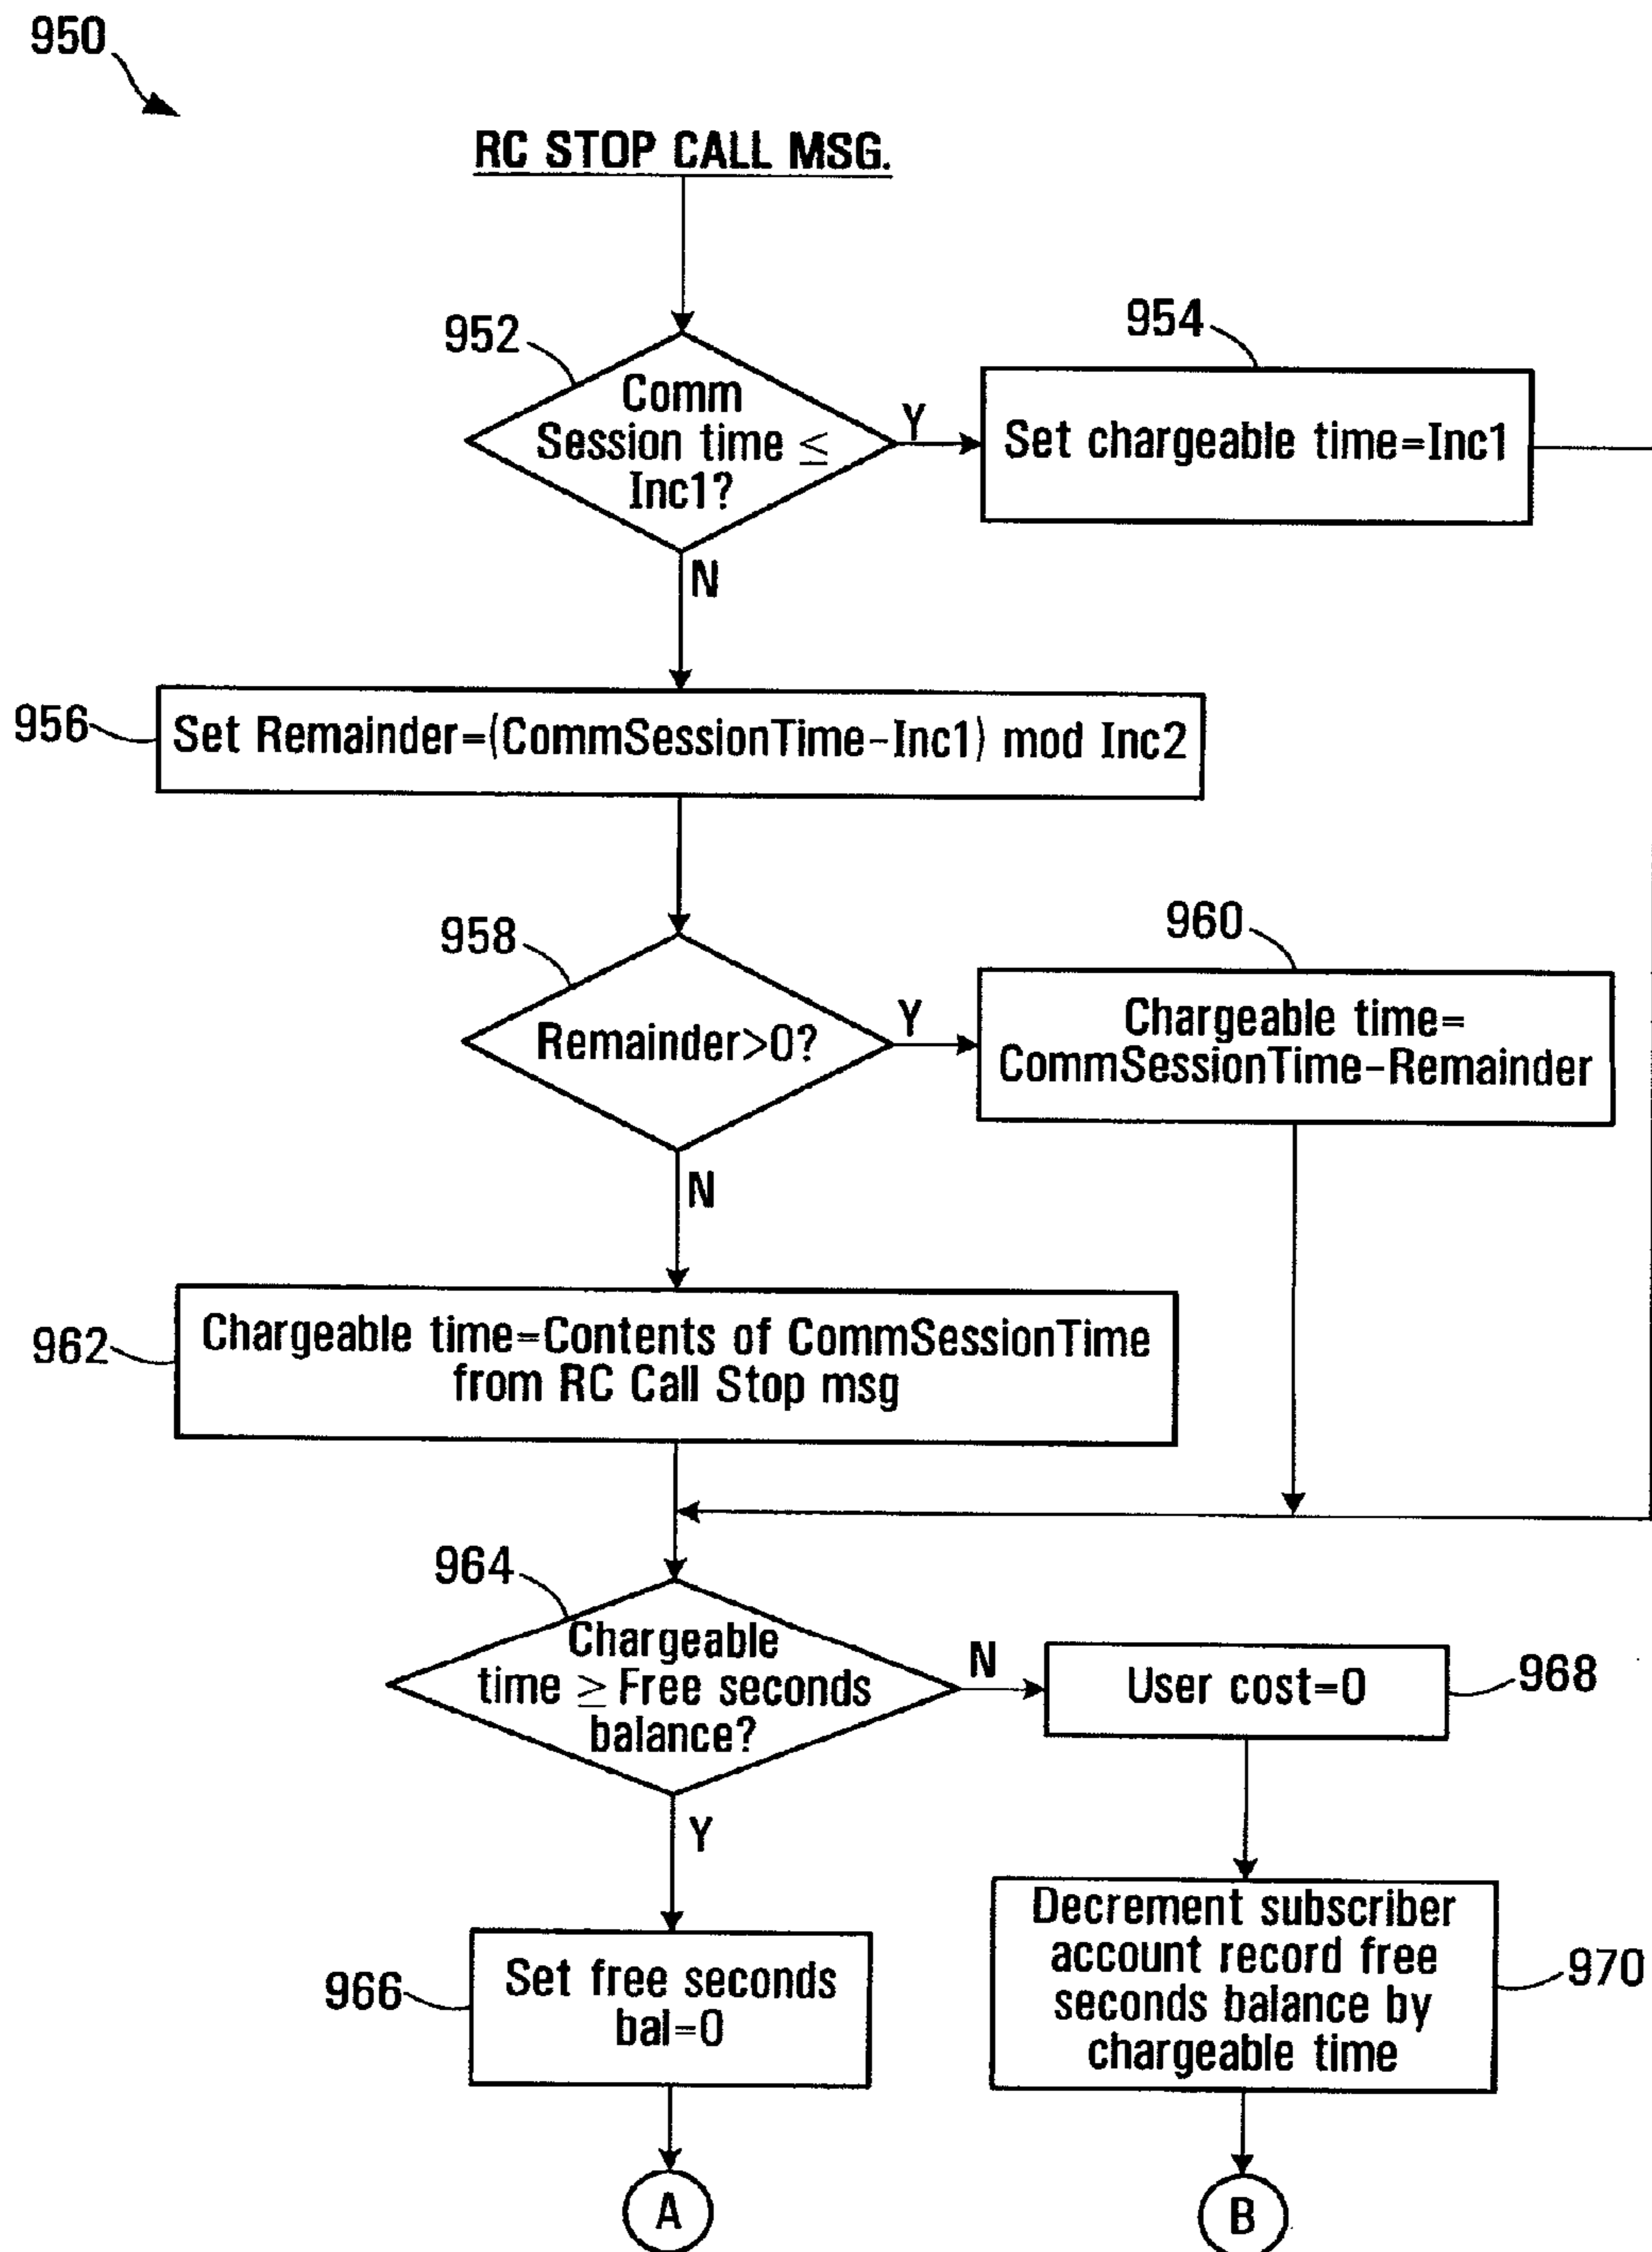 950
RC STOP CALL MSG.
952
Comm
Session time ≤
Inc1?
Y
954
Set chargeable time=Inc1
N
956
Set Remainder=(CommSessionTime-Inc1) mod Inc2
958
Remainder>0?
Y
960
Chargeable time=
CommSessionTime-Remainder
N
962
Chargeable time=Contents of CommSessionTime
from RC Call Stop msg
964
Chargeable
time ≥ Free seconds
balance?
N
User cost=0
968
Y
966
Set free seconds
bal=0
Decrement subscriber
account record free
seconds balance by
chargeable time
970
A
B